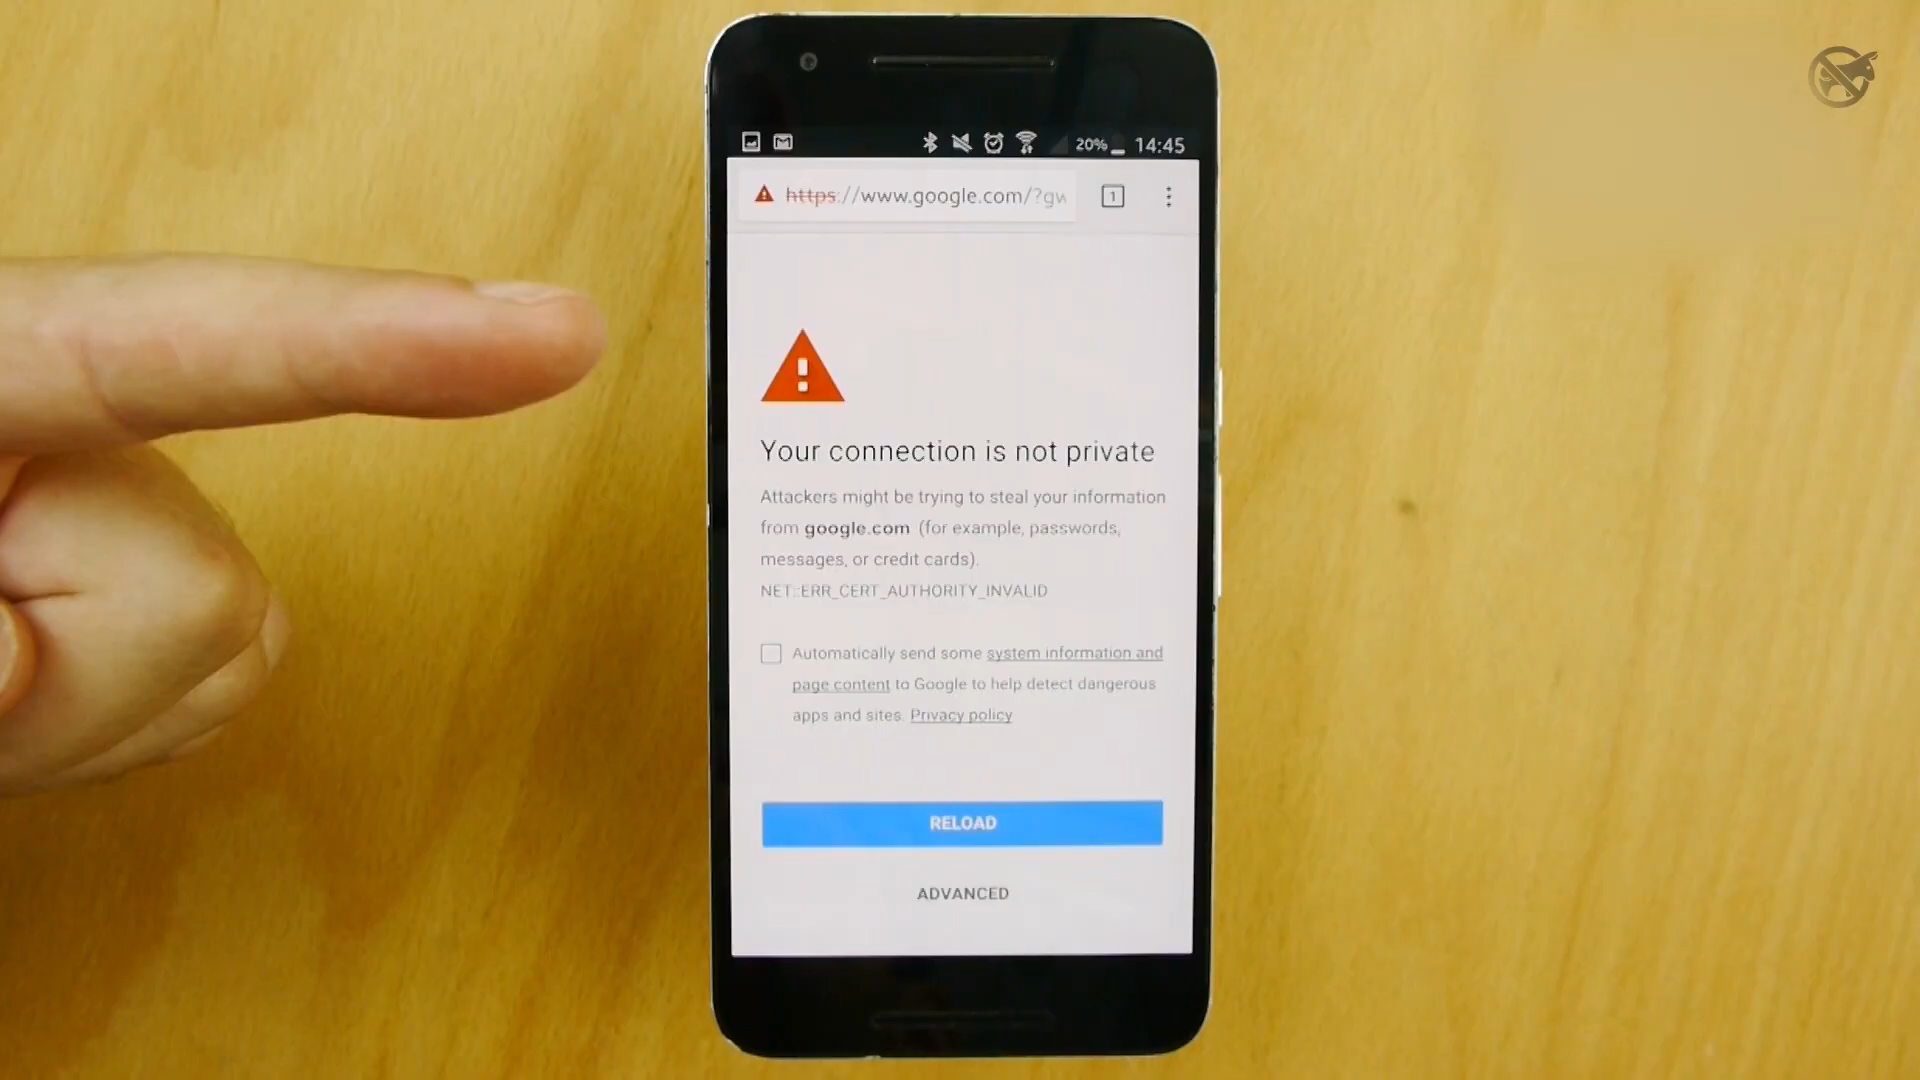 20% 14:45
https://www.google.com/?gw
1
Your connection is not private
Attackers might be trying to steal your information
from google.com (for example, passwords,
messages, or credit cards).
NET::ERR_CERT_AUTHORITY_INVALID
Automatically send some system information and
page content to Google to help detect dangerous
apps and sites. Privacy policy
RELOAD
ADVANCED